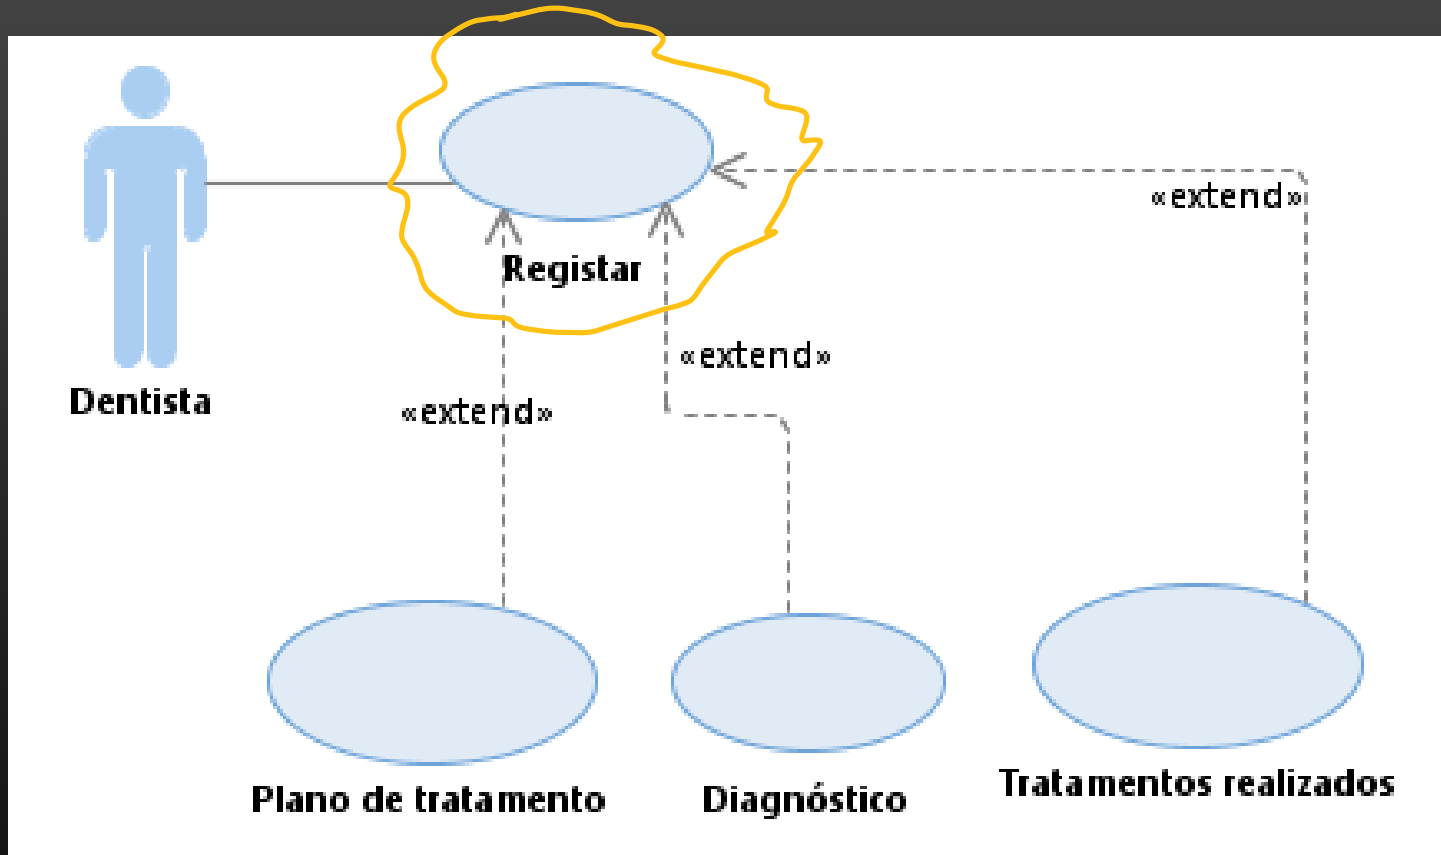 «extend»
Registar
«extend»
Dentista
«extend»
Plano de tratamento
Diagnóstico
Tratamentos realizados